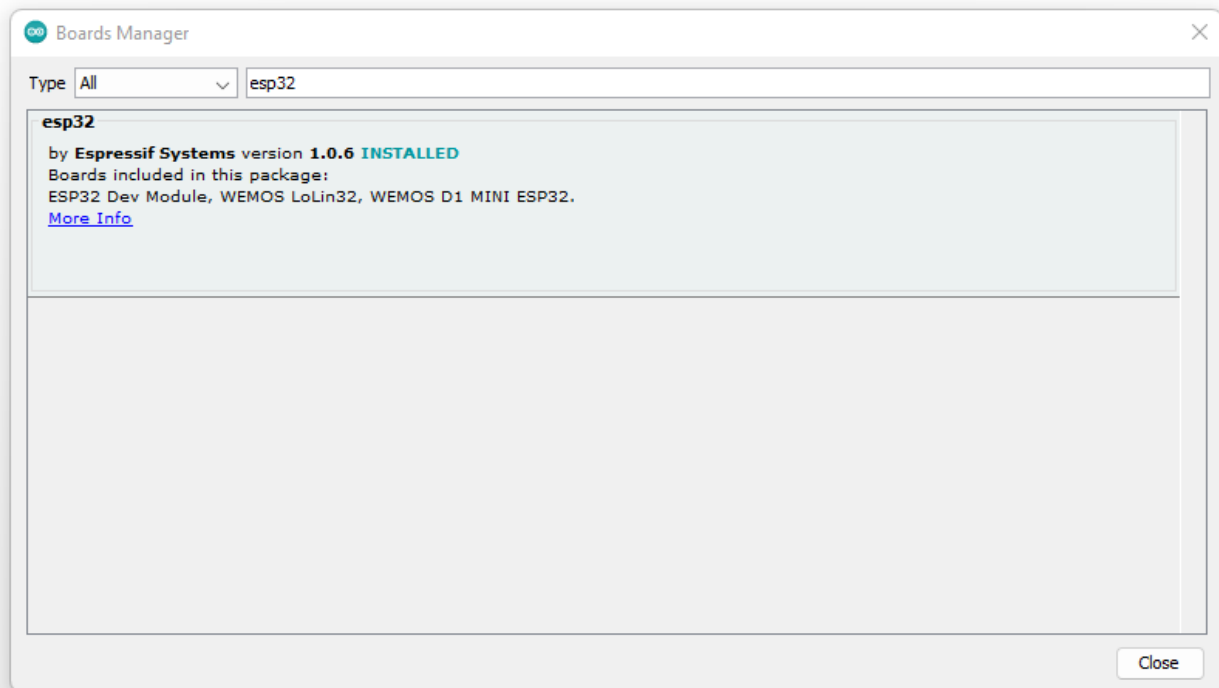 Boards Manager
Type All esp32
esp32
by Espressif Systems version 1.0.6 INSTALLED
Boards included in this package:
ESP32 Dev Module, WEMOS LoLin32, WEMOS D1 MINI ESP32.
More Info
Close